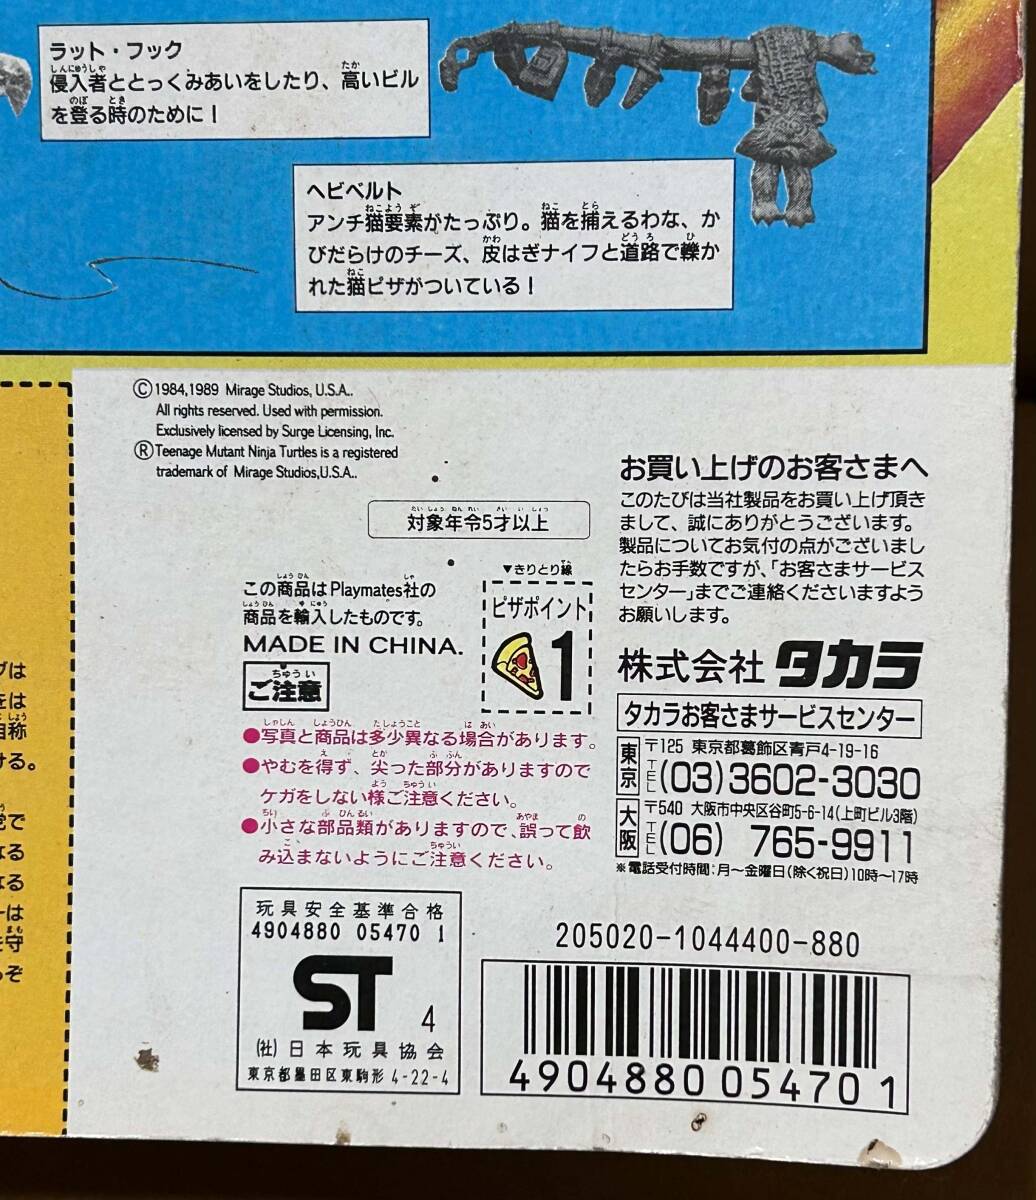 ラット・フック
侵入者ととっくみあいをしたり、高いビル
を登る時のために！
ヘビベルト
アンチ猫要素がたっぷり。猫を捕えるわな、か
びだらけのチーズ、皮はぎナイフと道路で轢か
れた猫ピザがついている！
©1984,1989 Mirage Studios, U.S.A..
All rights reserved. Used with permission.
Exclusively licensed by Surge Licensing, Inc.
®Teenage Mutant Ninja Turtles is a registered
trademark of Mirage Studios,U.S.A..
対象年令5才以上
この商品はPlaymates社の
商品を輸入したものです。
MADE IN CHINA.
ご注意
▼きりとり線
ピザポイント
1
●写真と商品は多少異なる場合があります。
●やむを得ず、尖った部分がありますので
ケガをしない様ご注意ください。
●小さな部品類がありますので、誤って飲
み込まないようにご注意ください。
お買い上げのお客さまへ
このたびは当社製品をお買い上げ頂き
まして、誠にありがとうございます。
製品についてお気付の点がございまし
たらお手数ですが、「お客さまサービス
センター」までご連絡くださいますよう
お願いします。
株式会社 タカラ
タカラお客さまサービスセンター
東京 〒125 東京都葛飾区青戸4-19-16
TEL (03)3602-3030
大阪 〒540 大阪市中央区谷町5-6-14(上町ビル3階)
TEL (06) 765-9911
※電話受付時間：月〜金曜日(除く祝日)10時〜17時
玩具安全基準合格
4904880 05470 1
ST 4
(社)日本玩具協会
東京都墨田区東駒形 4-22-4
205020-1044400-880
4904880054701
は
をは
自称
ける。
で
なる
なる
は
を守
ぞ